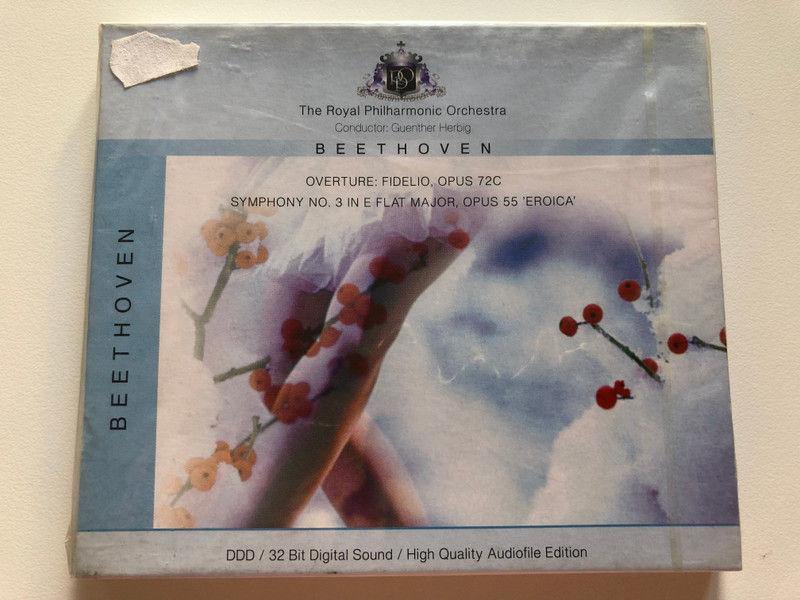 RPO
The Royal Philharmonic Orchestra
Conductor: Guenther Herbig
BEETHOVEN
OVERTURE: FIDELIO, OPUS 72C
SYMPHONY NO. 3 IN E FLAT MAJOR, OPUS 55 'EROICA'
BEETHOVEN
DDD / 32 Bit Digital Sound / High Quality Audiofile Edition